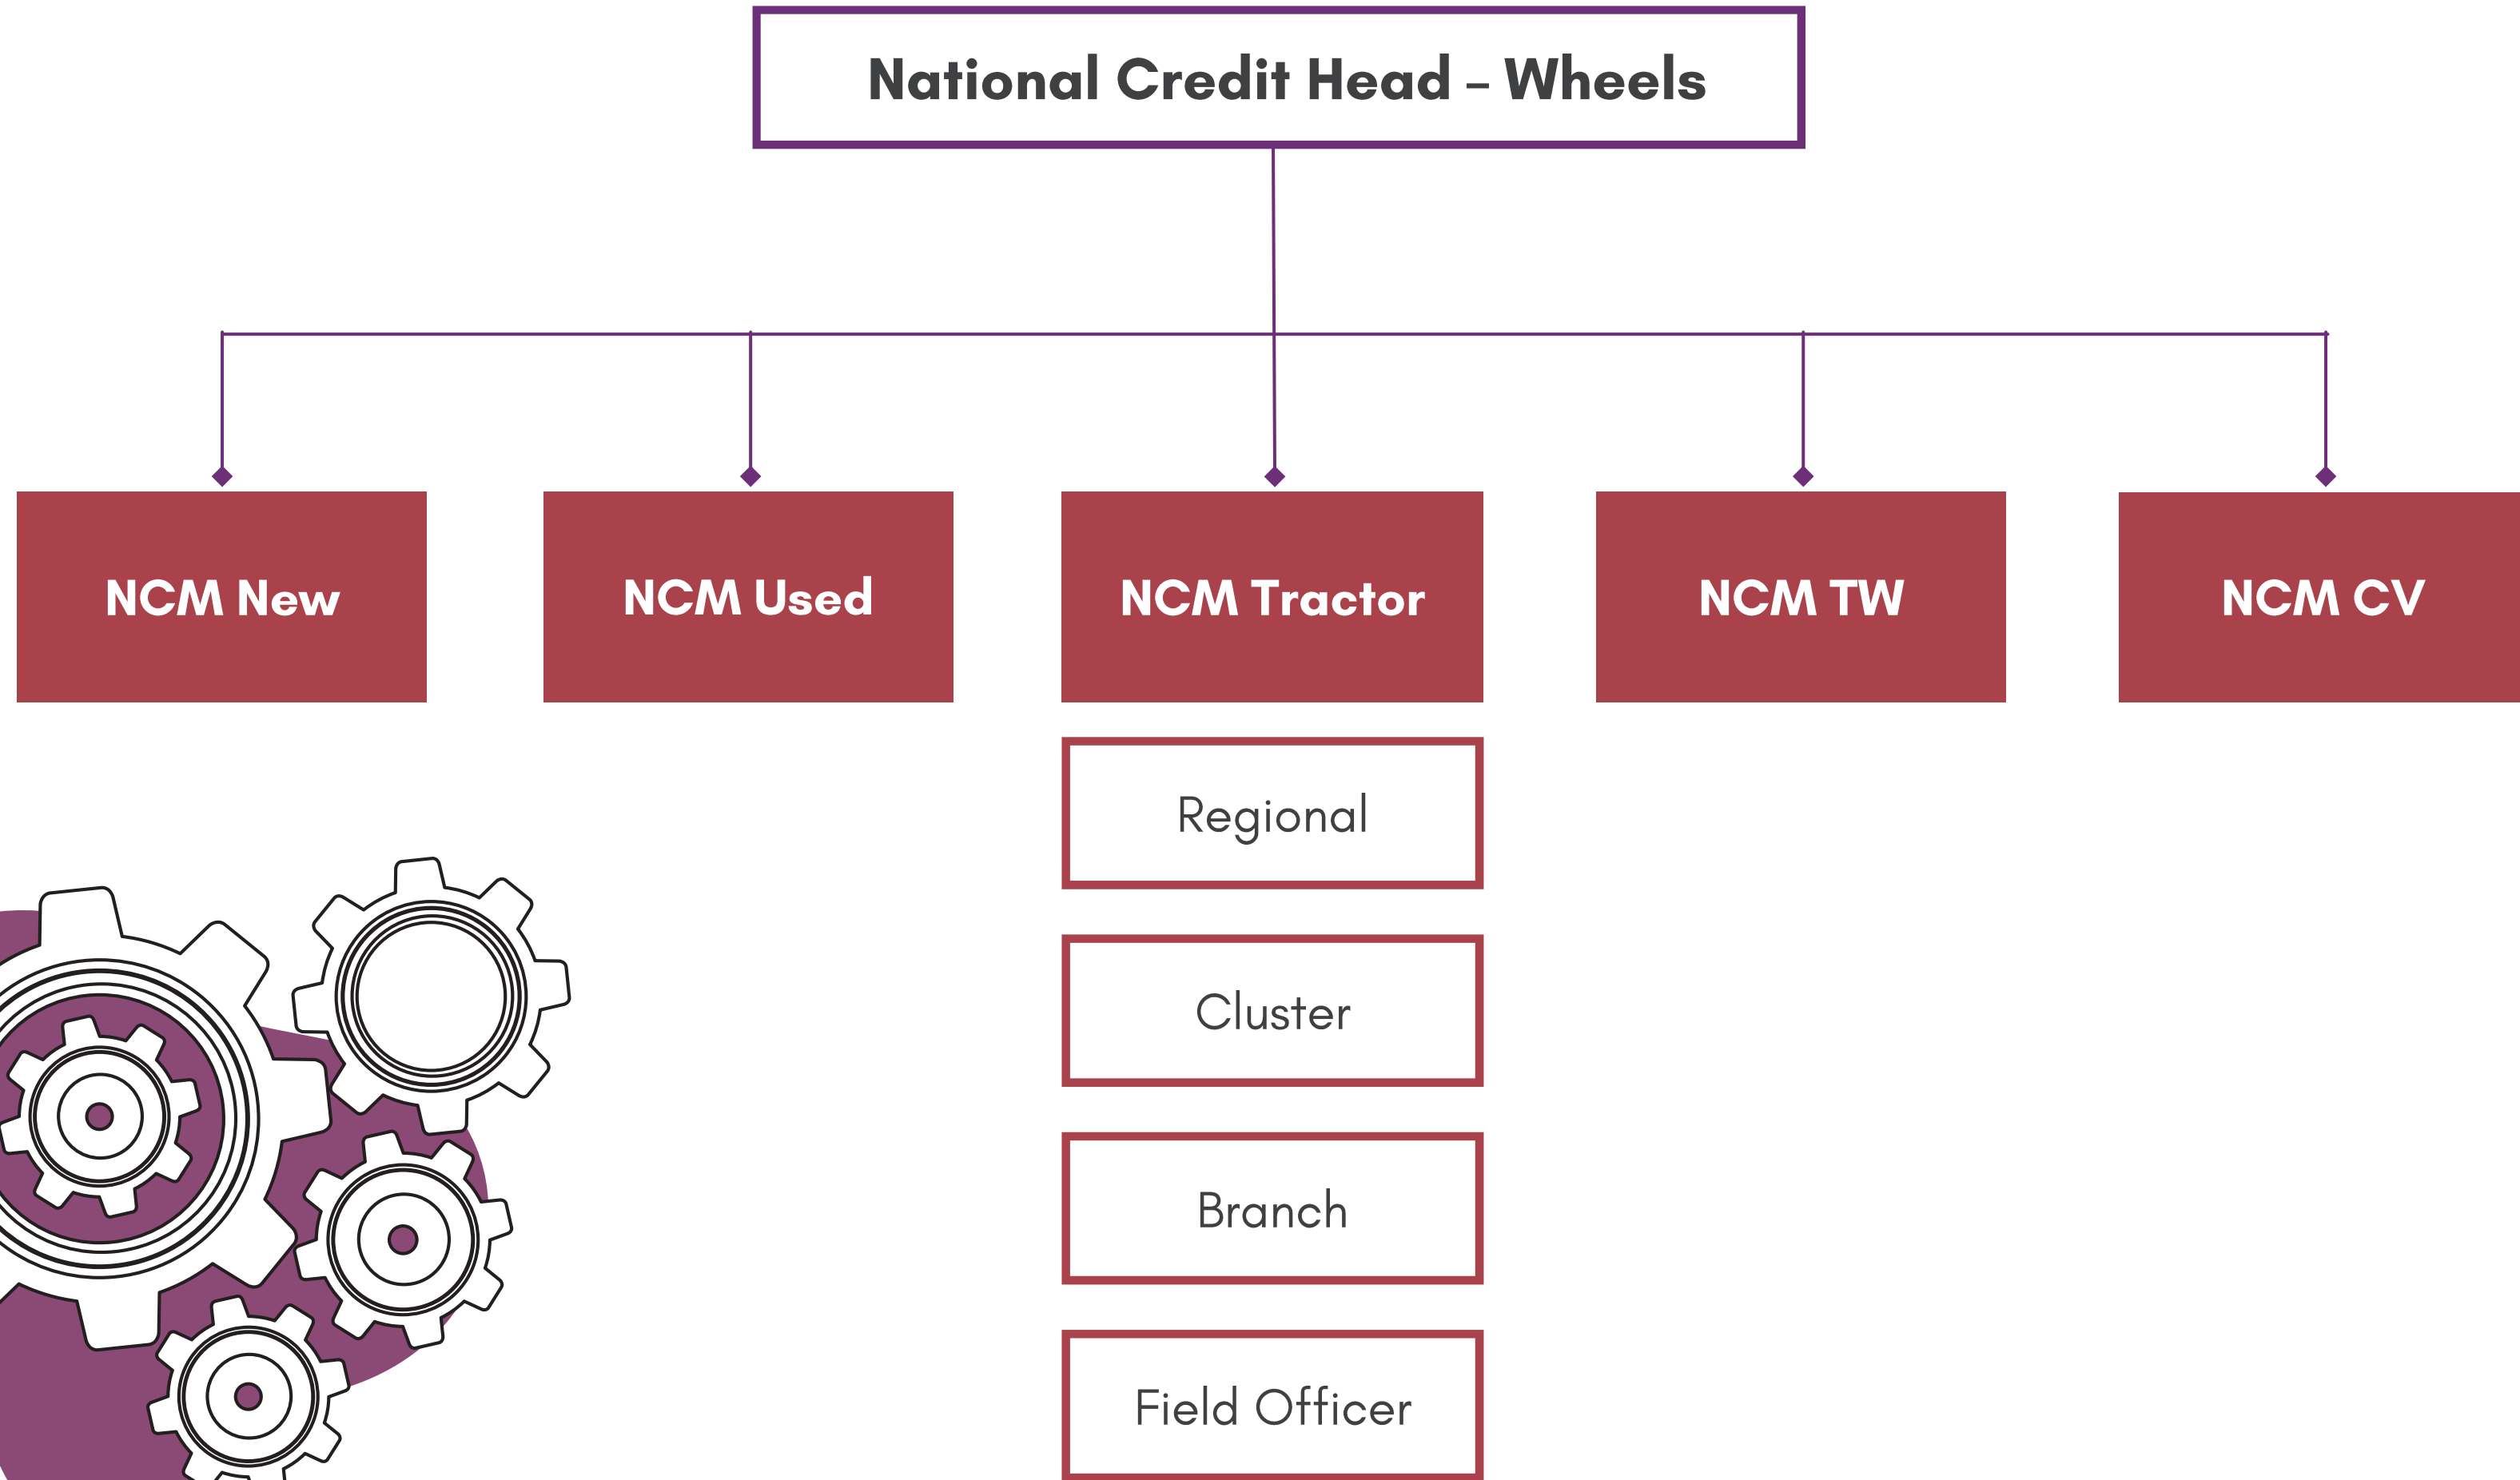 National Credit Head – Wheels
NCM New
NCM Used
NCM Tractor
NCM TW
NCM CV
Regional
Cluster
Branch
Field Officer